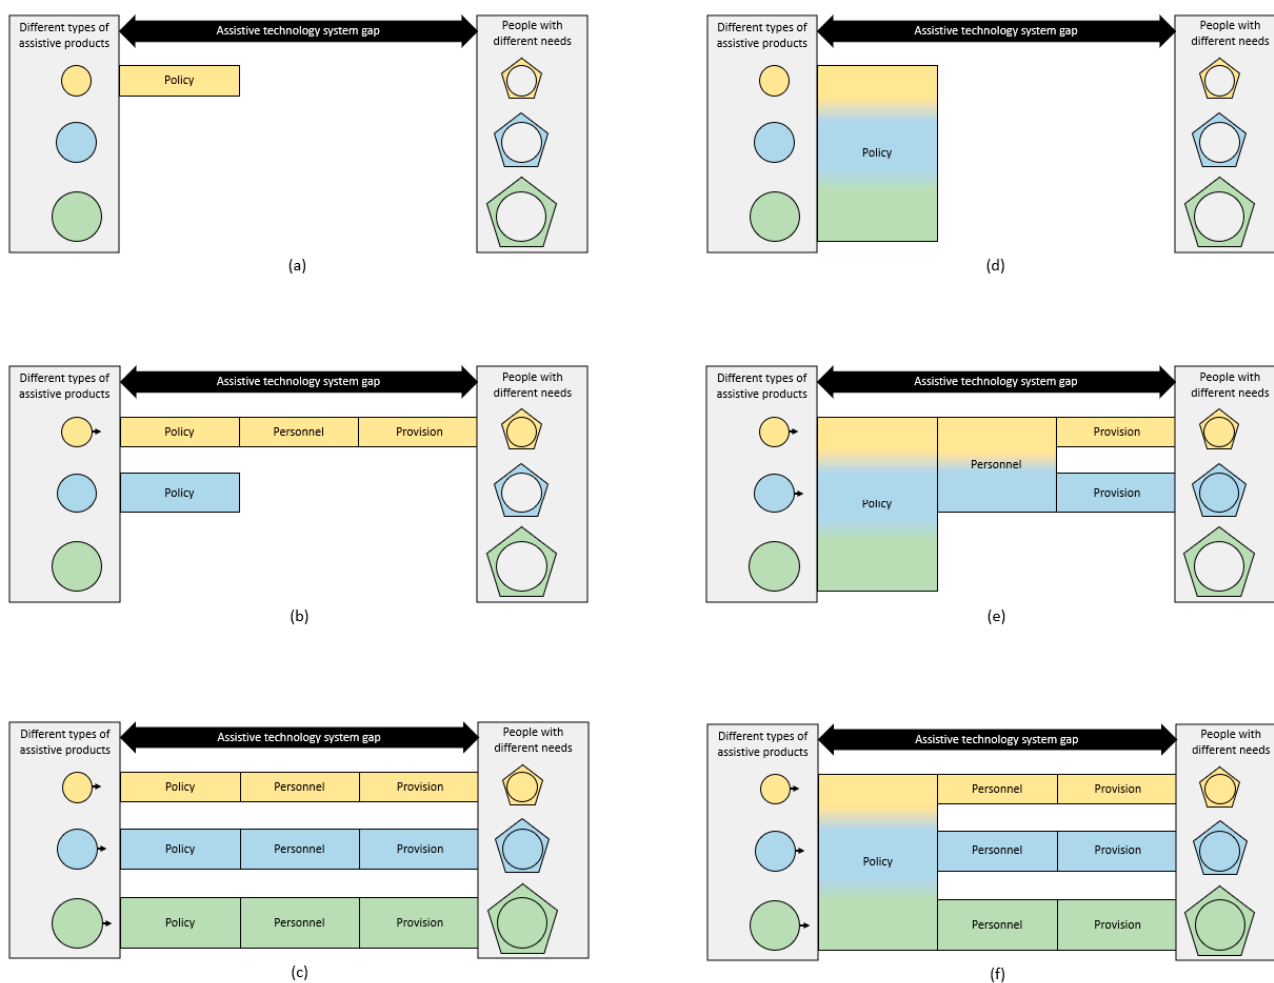 Different types of
assistive products
Assistive technology system gap
People with
different needs
Policy
(a)
Different types of
assistive products
Assistive technology system gap
People with
different needs
Policy
(d)
Different types of
assistive products
Assistive technology system gap
People with
different needs
Policy
Personnel
Provision
Policy
(b)
Different types of
assistive products
Assistive technology system gap
People with
different needs
Provision
Personnel
Policy
Provision
(e)
Different types of
assistive products
Assistive technology system gap
People with
different needs
Policy
Personnel
Provision
Policy
Personnel
Provision
Policy
Personnel
Provision
(c)
Different types of
assistive products
Assistive technology system gap
People with
different needs
Personnel
Provision
Policy
Personnel
Provision
Personnel
Provision
(f)